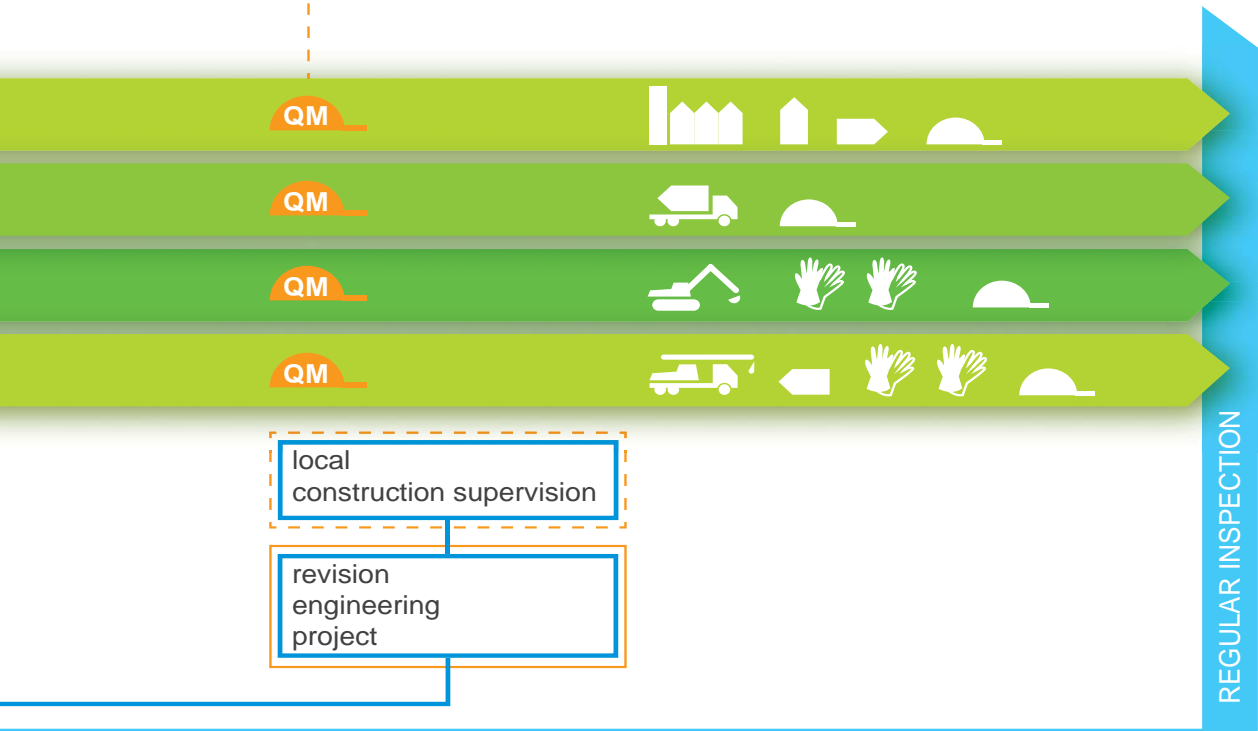 QM
QM
QM
QM
local
construction supervision
revision
engineering
project
REGULAR INSPECTION